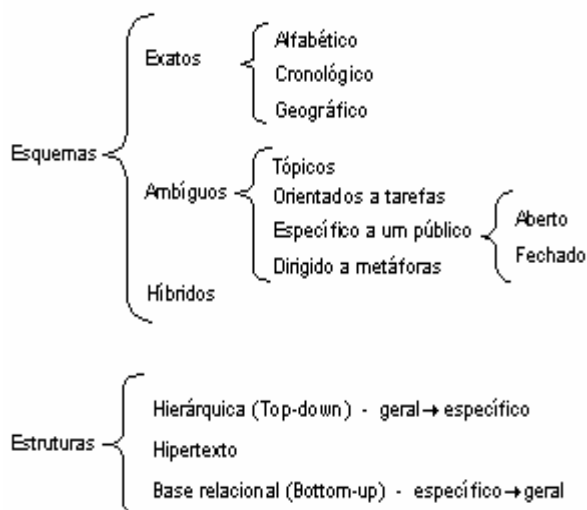 Esquemas
Exatos
Alfabético
Cronológico
Geográfico
Ambíguos
Tópicos
Orientados a tarefas
Específico a um público
Aberto
Fechado
Dirigido a metáforas
Híbridos
Estruturas
Hierárquica (Top-down) - geral→específico
Hipertexto
Base relacional (Bottom-up) - específico→geral